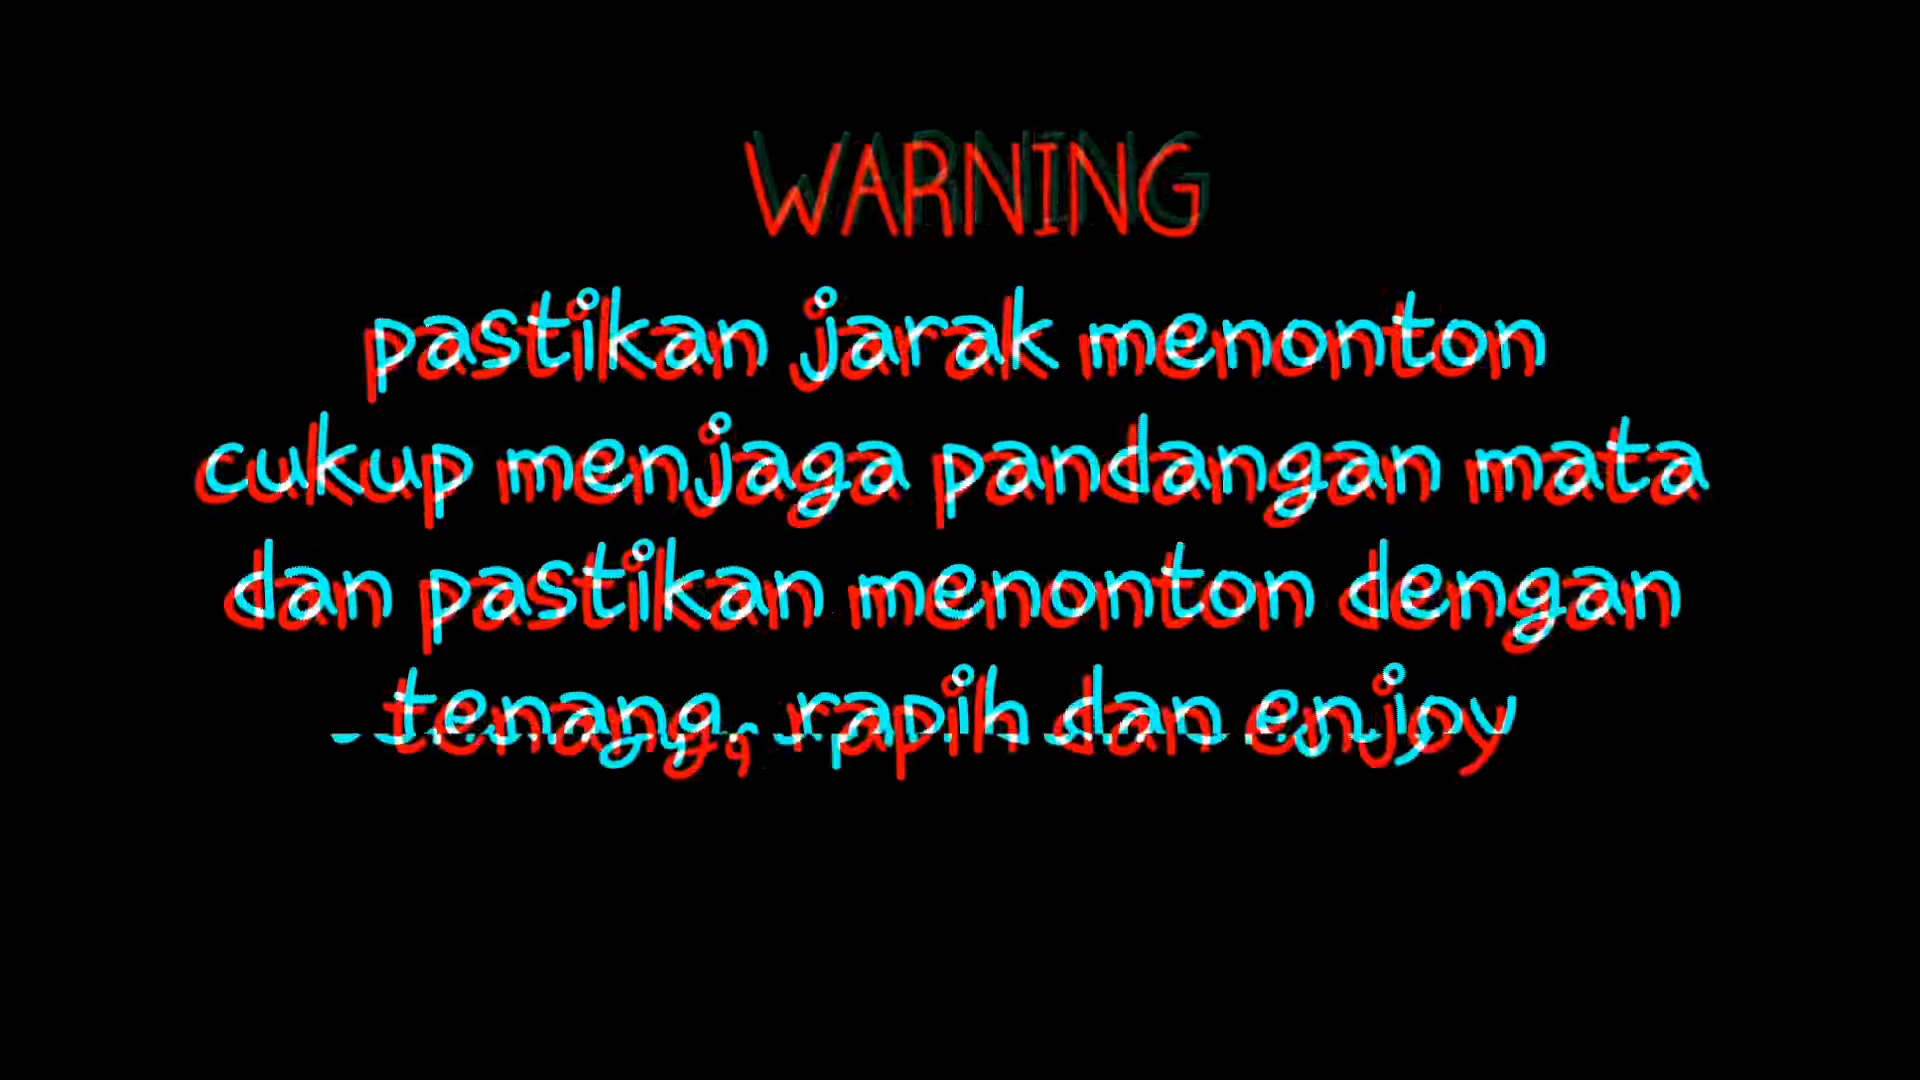 WARNING
pastikan jarak menonton
cukup menjaga pandangan mata
dan pastikan menonton dengan
tenang, rapih dan enjoy